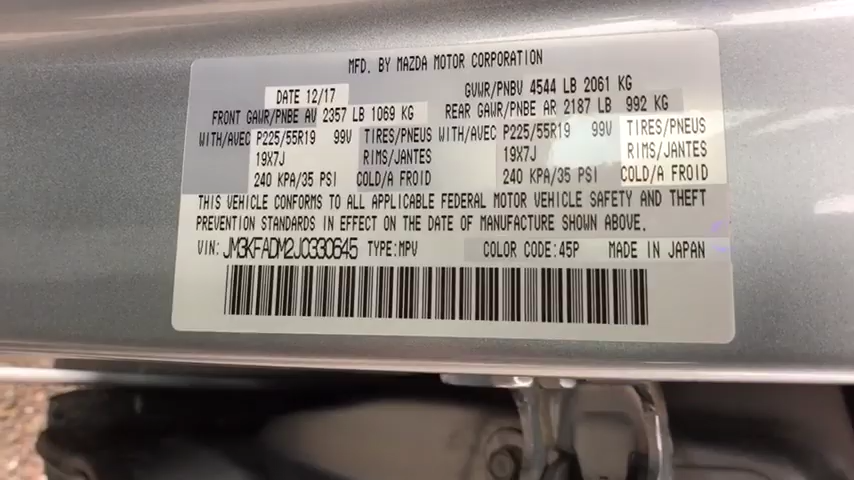 MFD. BY MAZDA MOTOR CORPORATION
DATE 12/17 GVWR/PNBV 4544 LB 2061 KG
FRONT GAWR/PNBE AV 2357 LB 1069 KG REAR GAWR/PNBE AR 2187 LB 992 KG
WITH/AVEC P225/55R19 99V TIRES/PNEUS WITH/AVEC P225/55R19 99V TIRES/PNEUS
19X7J RIMS/JANTES 19X7J RIMS/JANTES
240 KPA/35 PSI COLD/A FROID 240 KPA/35 PSI COLD/A FROID
THIS VEHICLE CONFORMS TO ALL APPLICABLE FEDERAL MOTOR VEHICLE SAFETY AND THEFT
PREVENTION STANDARDS IN EFFECT ON THE DATE OF MANUFACTURE SHOWN ABOVE.
VIN: JM3KFADM2J0330645 TYPE:MPV COLOR CODE:45P MADE IN JAPAN